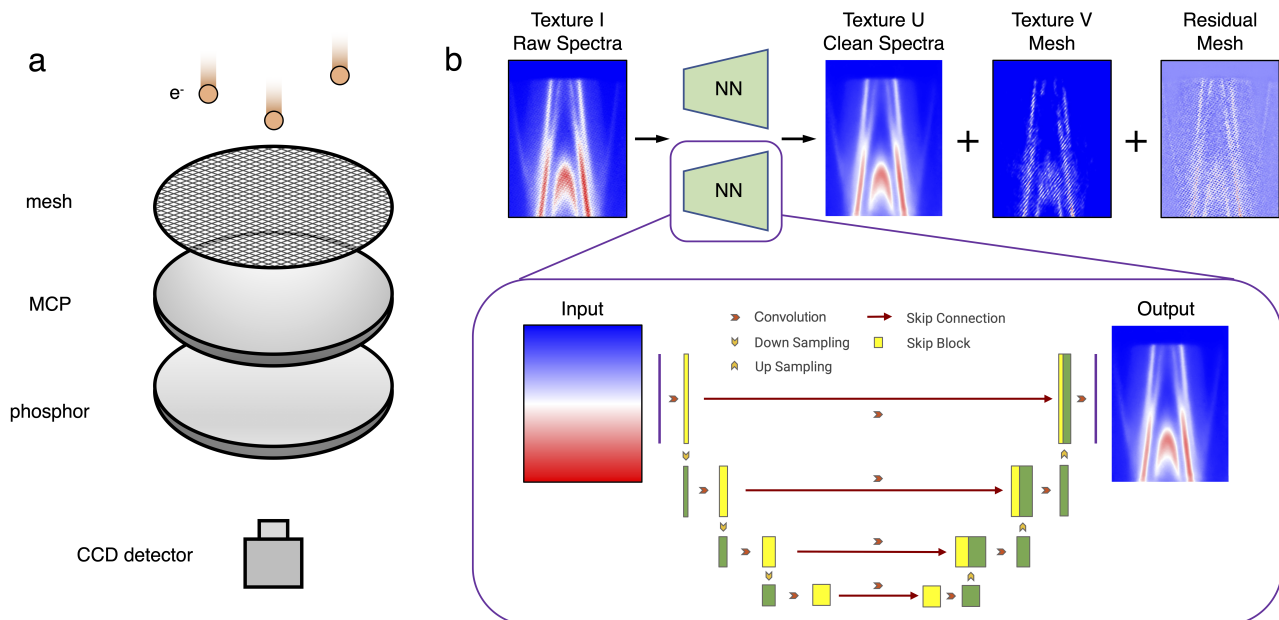 a
e-
mesh
MCP
phosphor
CCD detector
b
Texture I
Raw Spectra
NN
NN
Texture U
Clean Spectra
+
Texture V
Mesh
+
Residual
Mesh
Input
Convolution
Down Sampling
Up Sampling
Skip Connection
Skip Block
Output